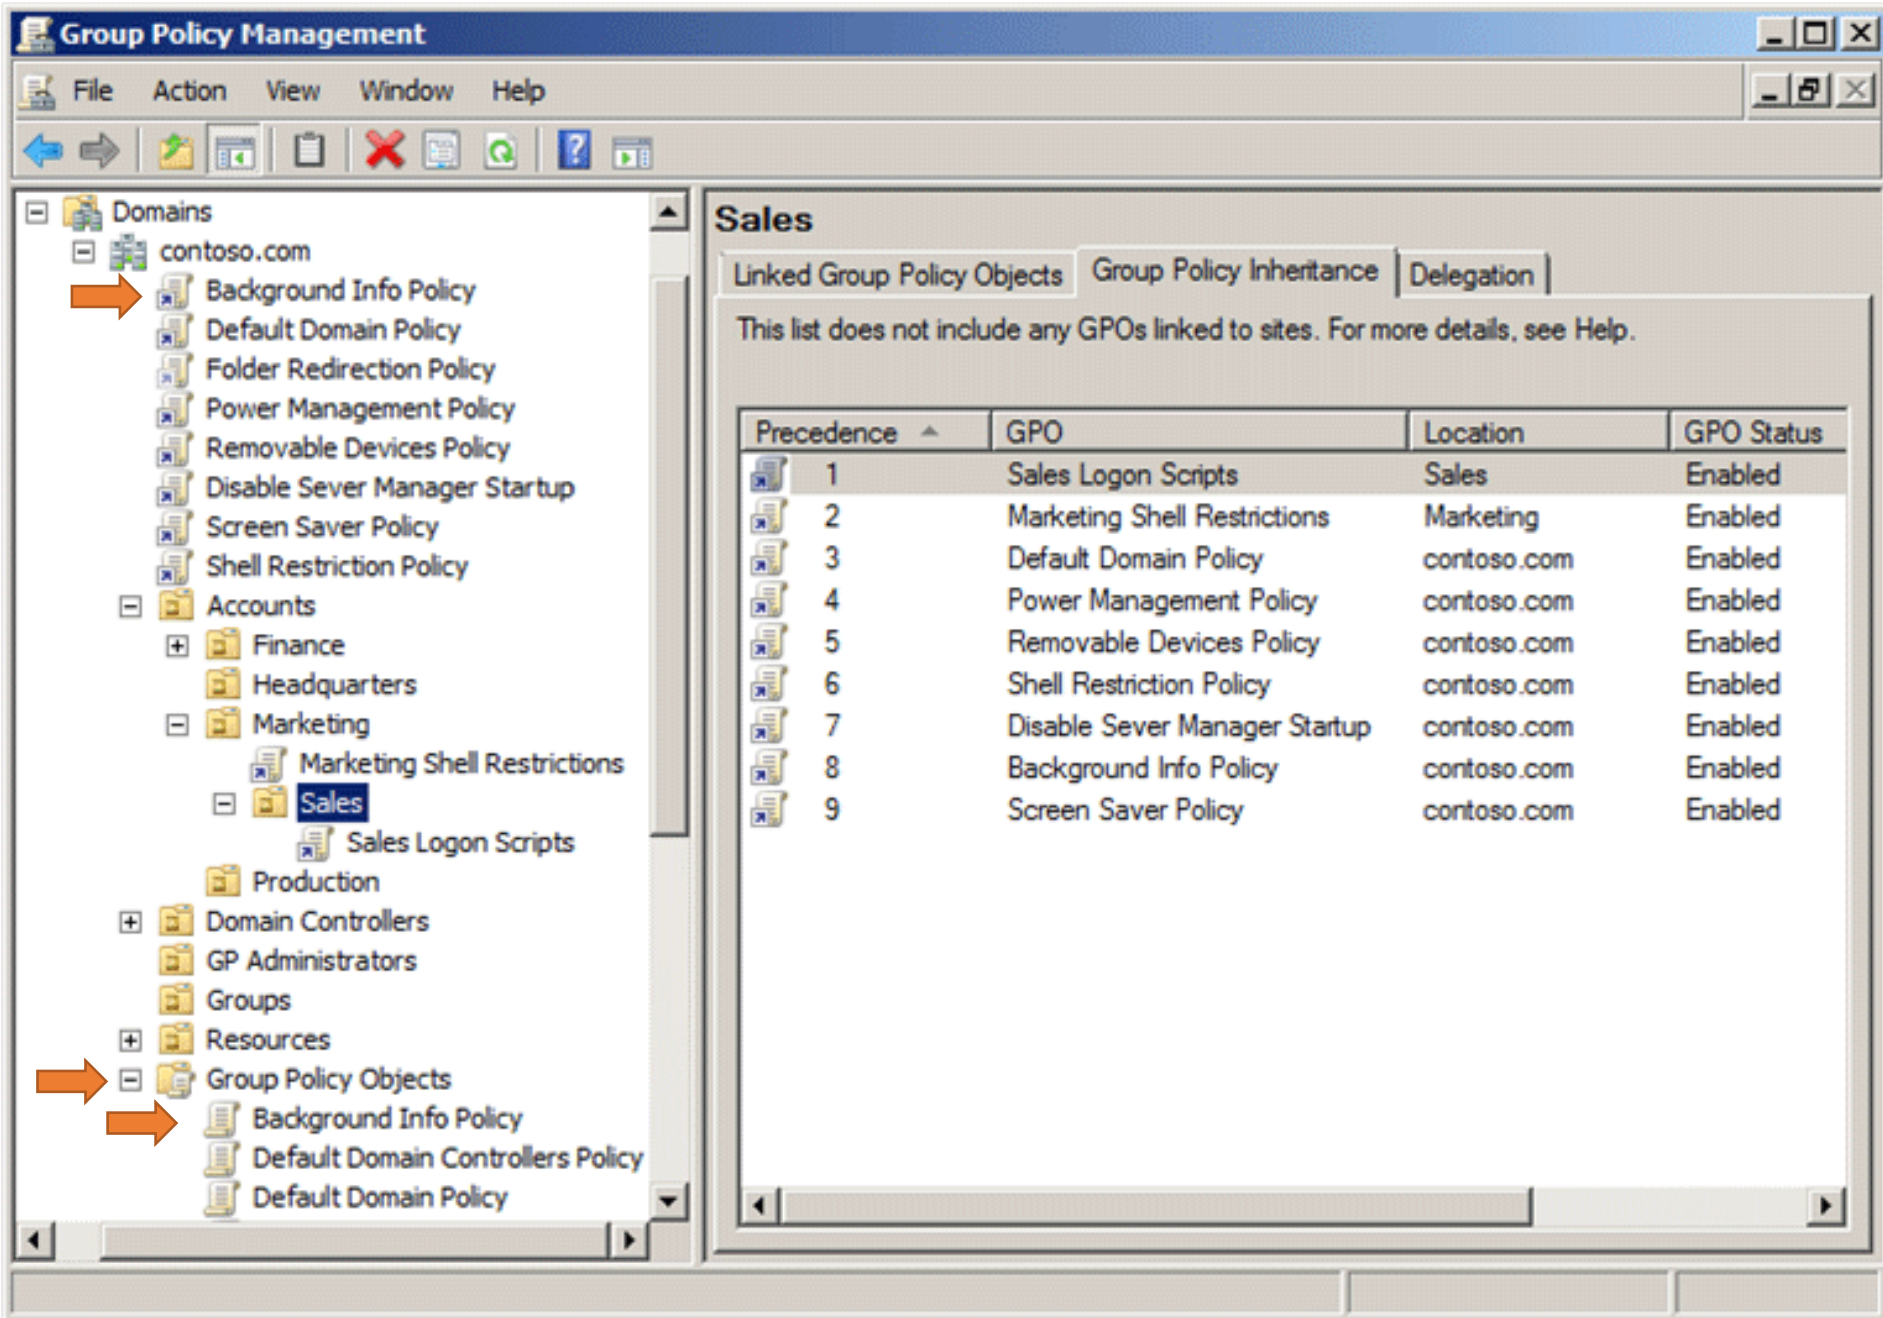 Group Policy Management
File Action View Window Help
Domains
contoso.com
Background Info Policy
Default Domain Policy
Folder Redirection Policy
Power Management Policy
Removable Devices Policy
Disable Sever Manager Startup
Screen Saver Policy
Shell Restriction Policy
Accounts
Finance
Headquarters
Marketing
Marketing Shell Restrictions
Sales
Sales Logon Scripts
Production
Domain Controllers
GP Administrators
Groups
Resources
Group Policy Objects
Background Info Policy
Default Domain Controllers Policy
Default Domain Policy
Sales
Linked Group Policy Objects Group Policy Inheritance Delegation
This list does not include any GPOs linked to sites. For more details, see Help.
Precedence GPO Location GPO Status
1 Sales Logon Scripts Sales Enabled
2 Marketing Shell Restrictions Marketing Enabled
3 Default Domain Policy contoso.com Enabled
4 Power Management Policy contoso.com Enabled
5 Removable Devices Policy contoso.com Enabled
6 Shell Restriction Policy contoso.com Enabled
7 Disable Sever Manager Startup contoso.com Enabled
8 Background Info Policy contoso.com Enabled
9 Screen Saver Policy contoso.com Enabled